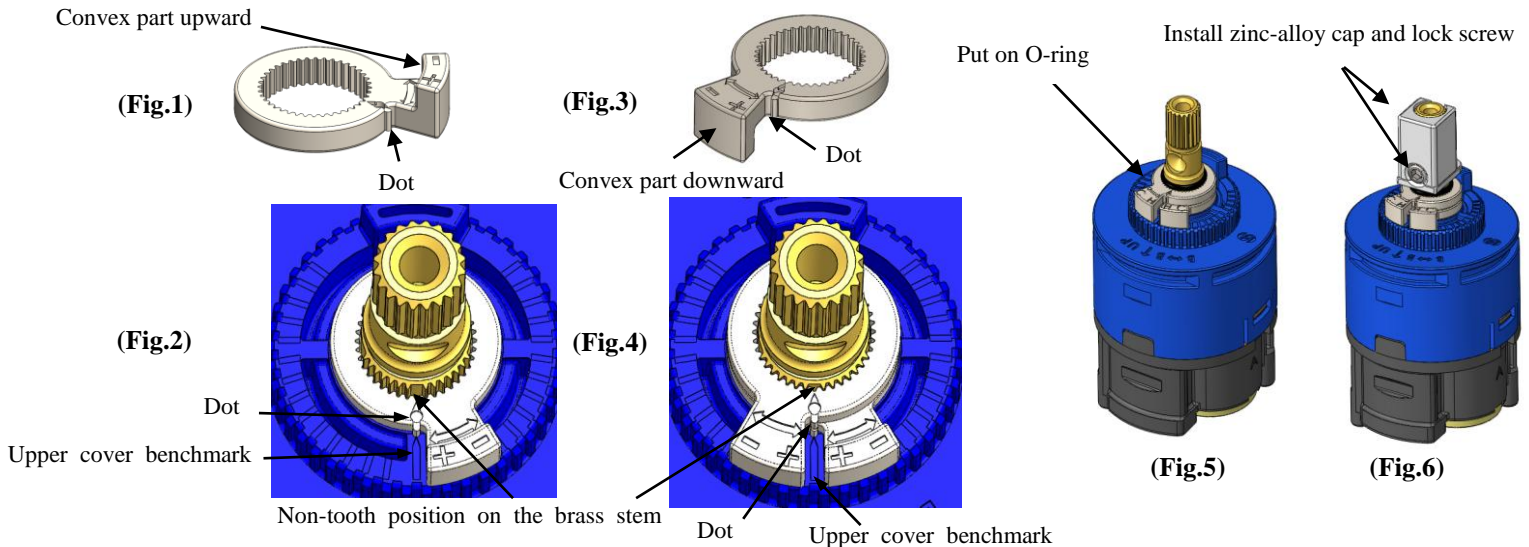 Convex part upward
(Fig.1)
Dot
(Fig.3)
Dot
Convex part downward
Put on O-ring
Install zinc-alloy cap and lock screw
(Fig.2)
Dot
Upper cover benchmark
(Fig.4)
Non-tooth position on the brass stem
Dot
Upper cover benchmark
(Fig.5)
(Fig.6)
- +
- +
+ -
- + + -
UP
UP
A